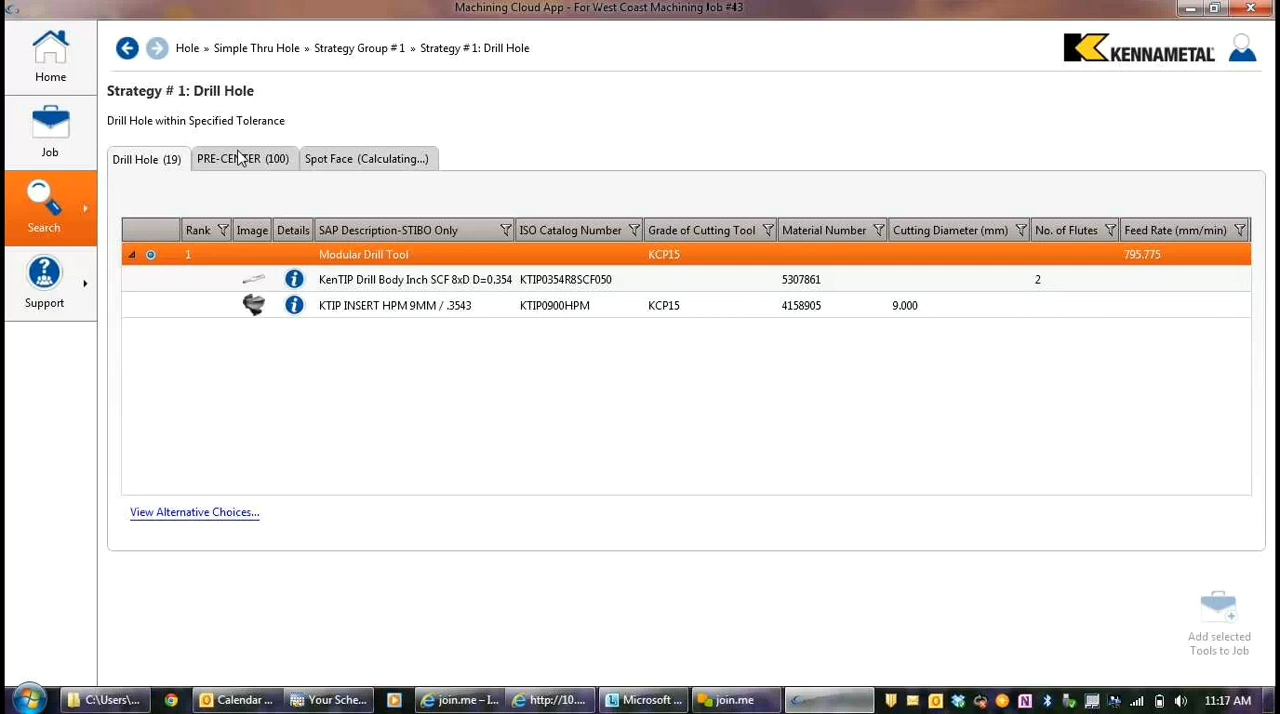 Machining Cloud App - For West Coast Machining Job #43
Home
Job
Search
Support
Hole » Simple Thru Hole » Strategy Group #1 » Strategy #1: Drill Hole
KENNAMETAL
Strategy # 1: Drill Hole
Drill Hole within Specified Tolerance
Drill Hole (19) PRE-CENTER (100) Spot Face (Calculating...)
Rank Image Details SAP Description-STIBO Only ISO Catalog Number Grade of Cutting Tool Material Number Cutting Diameter (mm) No. of Flutes Feed Rate (mm/min)
1 Modular Drill Tool KCP15 795.775
KenTIP Drill Body Inch SCF 8xD D=0.354 KTIP0354R8SCF050 5307861 2
KTIP INSERT HPM 9MM / .3543 KTIP0900HPM KCP15 4158905 9.000
View Alternative Choices...
Add selected
Tools to Job
C:\Users\... Calendar ... Your Sche... join.me - I... http://10.... Microsoft ... join.me 11:17 AM